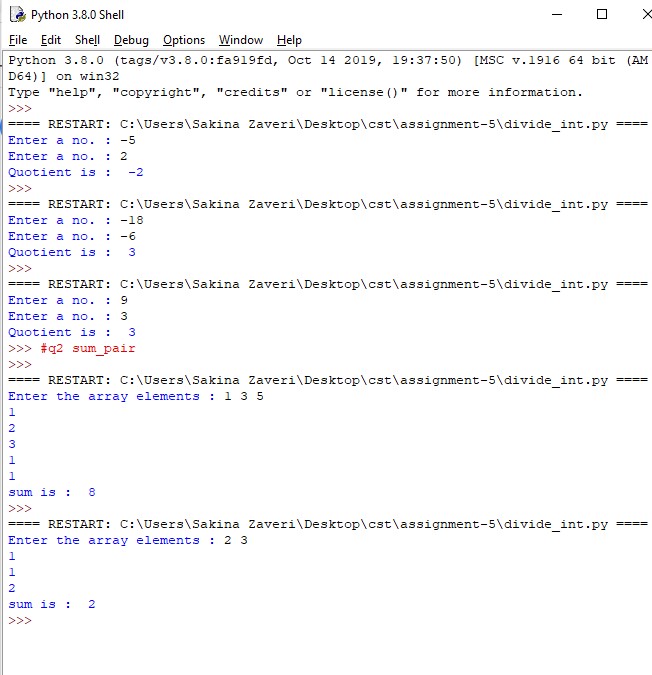 Python 3.8.0 Shell
File Edit Shell Debug Options Window Help
Python 3.8.0 (tags/v3.8.0:fa919fd, Oct 14 2019, 19:37:50) [MSC v.1916 64 bit (AM
D64)] on win32
Type "help", "copyright", "credits" or "license()" for more information.
>>>
==== RESTART: C:\Users\Sakina Zaveri\Desktop\cst\assignment-5\divide_int.py ====
Enter a no. : -5
Enter a no. : 2
Quotient is :  -2
>>>
==== RESTART: C:\Users\Sakina Zaveri\Desktop\cst\assignment-5\divide_int.py ====
Enter a no. : -18
Enter a no. : -6
Quotient is :  3
>>>
==== RESTART: C:\Users\Sakina Zaveri\Desktop\cst\assignment-5\divide_int.py ====
Enter a no. : 9
Enter a no. : 3
Quotient is :  3
>>> #q2 sum_pair
>>>
==== RESTART: C:\Users\Sakina Zaveri\Desktop\cst\assignment-5\divide_int.py ====
Enter the array elements : 1 3 5
1
2
3
1
1
sum is :  8
>>>
==== RESTART: C:\Users\Sakina Zaveri\Desktop\cst\assignment-5\divide_int.py ====
Enter the array elements : 2 3
1
1
2
sum is :  2
>>>